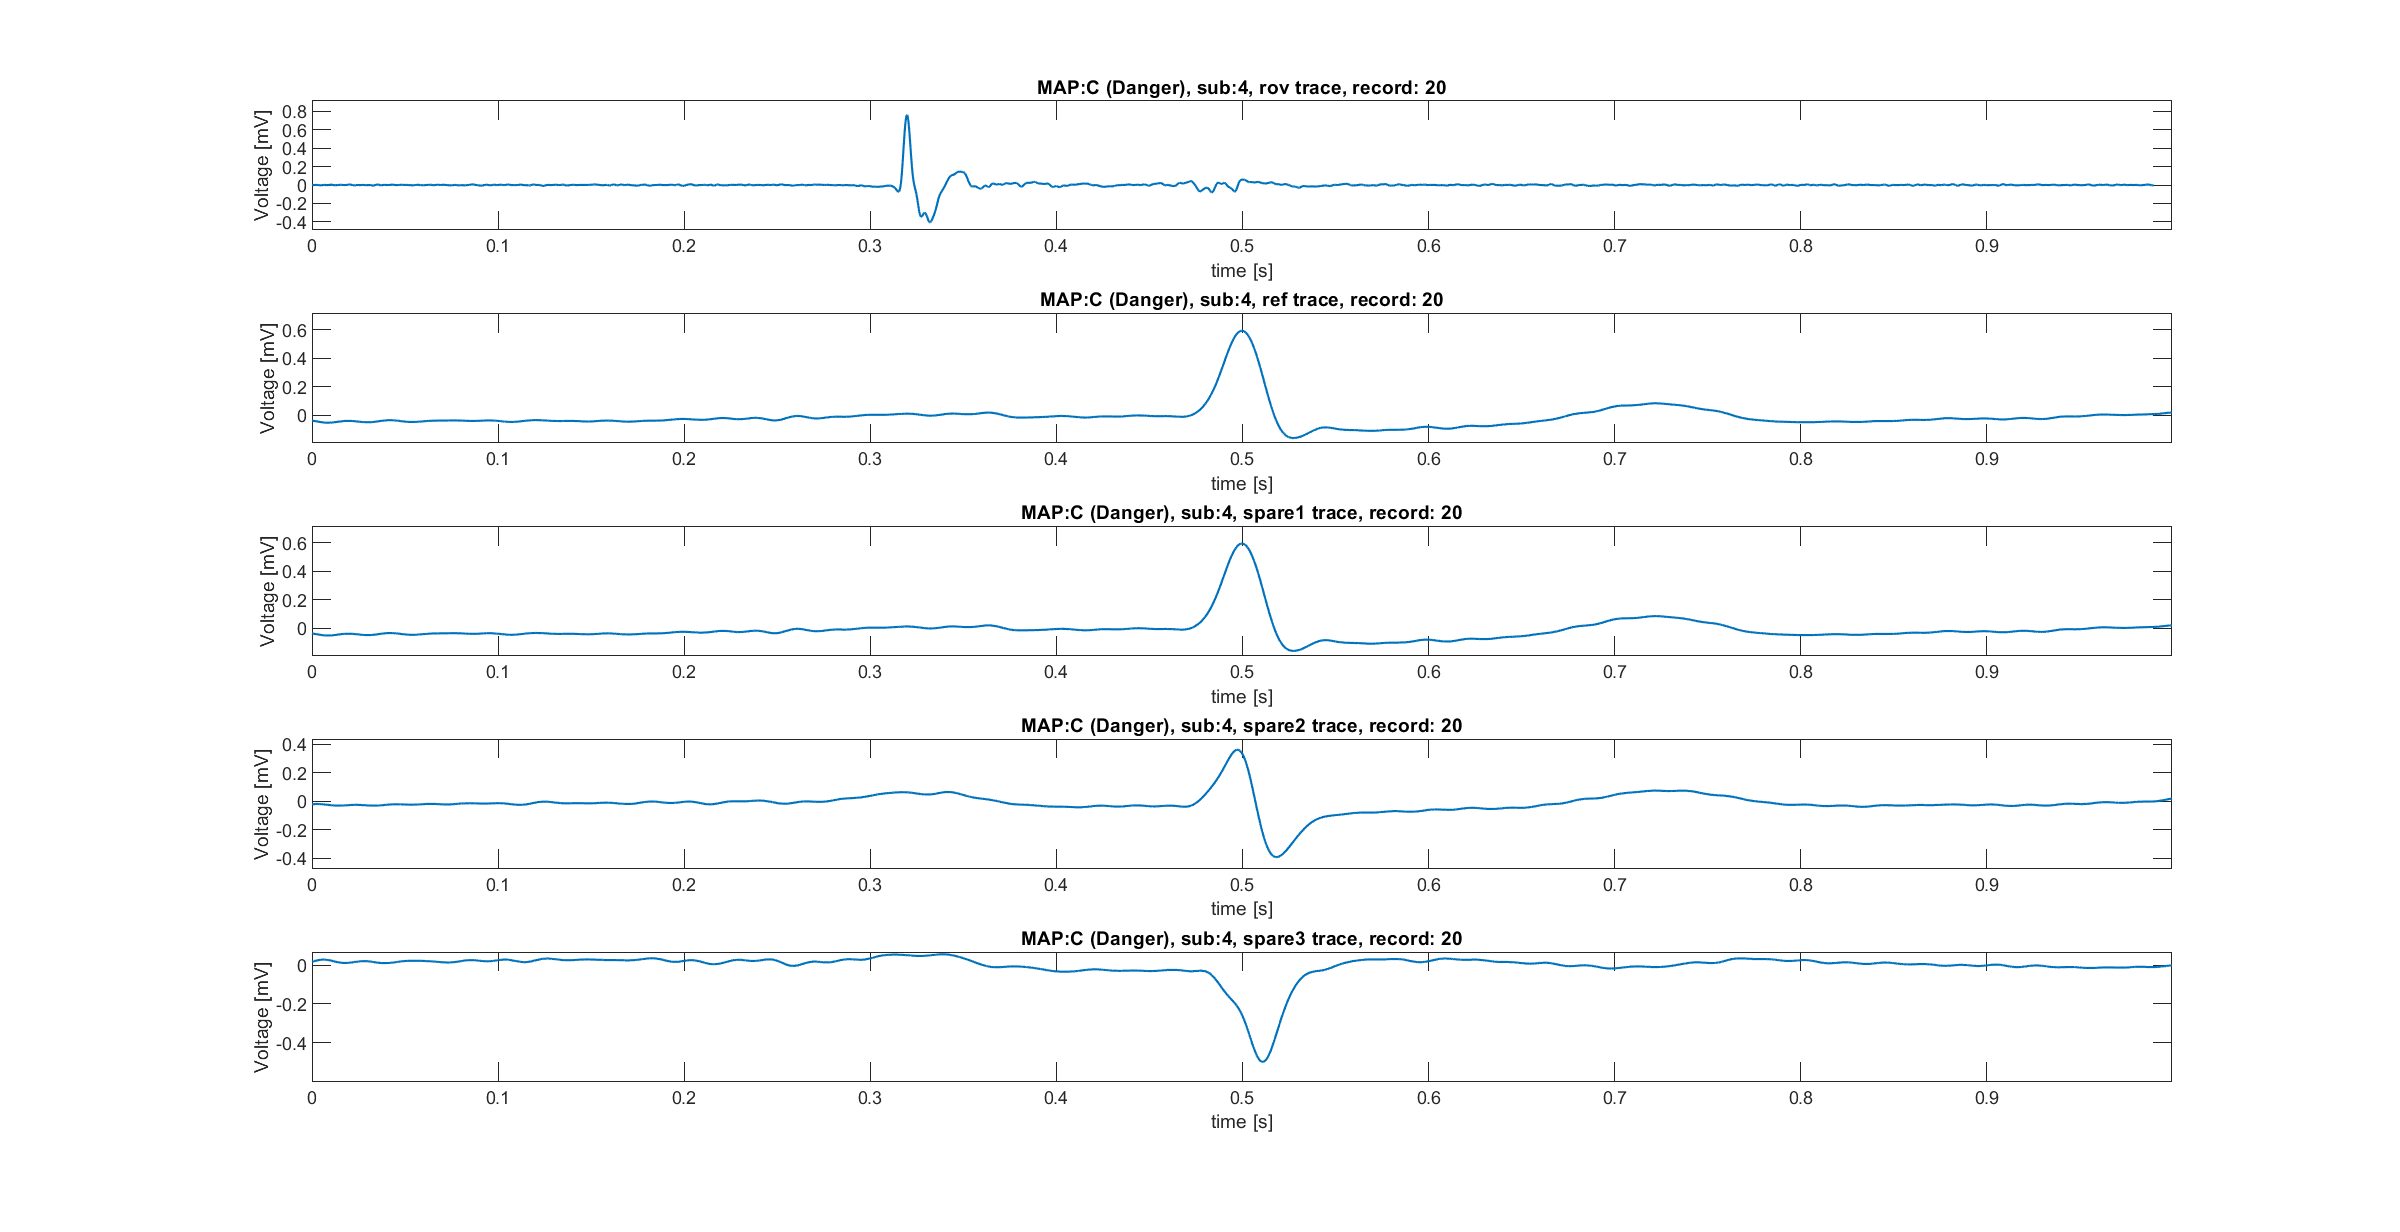 MAP:C (Danger), sub:4, rov trace, record: 20
Voltage [mV]
0.8
0.6
0.4
0.2
0
-0.2
-0.4
0 0.1 0.2 0.3 0.4 0.5 0.6 0.7 0.8 0.9
time [s]
MAP:C (Danger), sub:4, ref trace, record: 20
Voltage [mV]
0.6
0.4
0.2
0
0 0.1 0.2 0.3 0.4 0.5 0.6 0.7 0.8 0.9
time [s]
MAP:C (Danger), sub:4, spare1 trace, record: 20
Voltage [mV]
0.6
0.4
0.2
0
0 0.1 0.2 0.3 0.4 0.5 0.6 0.7 0.8 0.9
time [s]
MAP:C (Danger), sub:4, spare2 trace, record: 20
Voltage [mV]
0.4
0.2
0
-0.2
-0.4
0 0.1 0.2 0.3 0.4 0.5 0.6 0.7 0.8 0.9
time [s]
MAP:C (Danger), sub:4, spare3 trace, record: 20
Voltage [mV]
0
-0.2
-0.4
0 0.1 0.2 0.3 0.4 0.5 0.6 0.7 0.8 0.9
time [s]